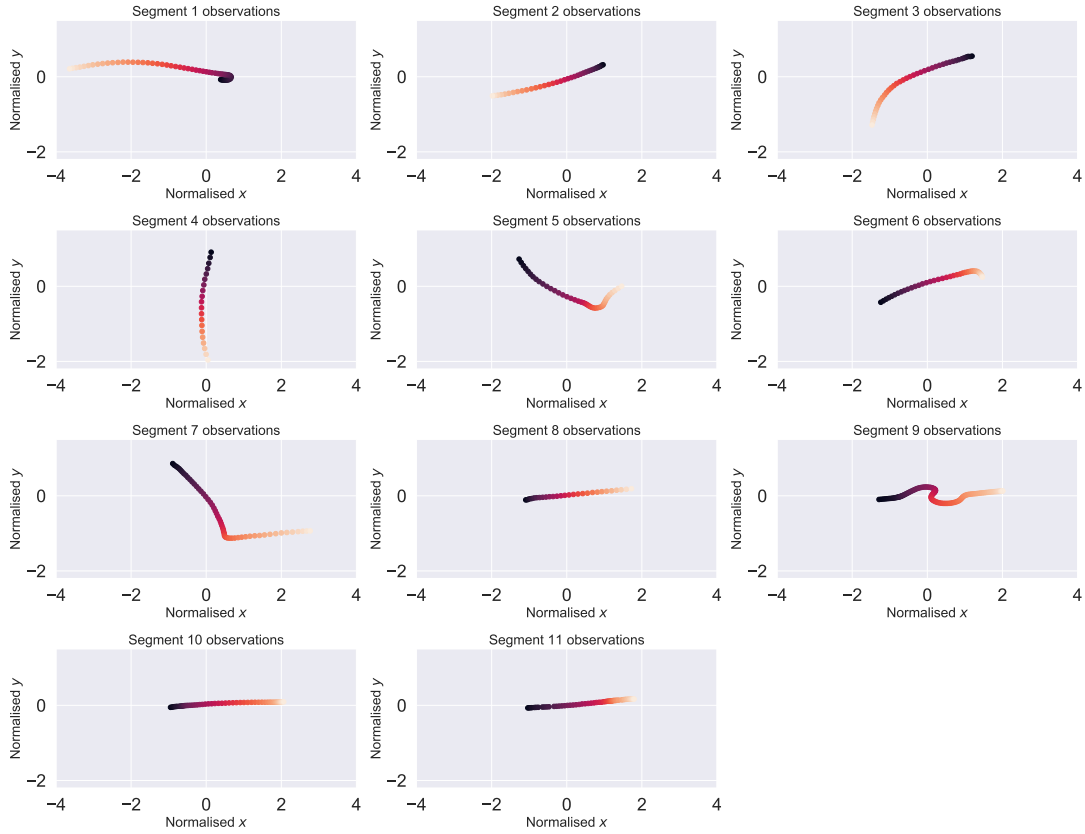 Segment 1 observations
Normalised y
0
−2
−4
−2
0
2
4
Normalised x
Segment 2 observations
Normalised y
0
−2
−4
−2
0
2
4
Normalised x
Segment 3 observations
Normalised y
0
−2
−4
−2
0
2
4
Normalised x
Segment 4 observations
Normalised y
0
−2
−4
−2
0
2
4
Normalised x
Segment 5 observations
Normalised y
0
−2
−4
−2
0
2
4
Normalised x
Segment 6 observations
Normalised y
0
−2
−4
−2
0
2
4
Normalised x
Segment 7 observations
Normalised y
0
−2
−4
−2
0
2
4
Normalised x
Segment 8 observations
Normalised y
0
−2
−4
−2
0
2
4
Normalised x
Segment 9 observations
Normalised y
0
−2
−4
−2
0
2
4
Normalised x
Segment 10 observations
Normalised y
0
−2
−4
−2
0
2
4
Normalised x
Segment 11 observations
Normalised y
0
−2
−4
−2
0
2
4
Normalised x